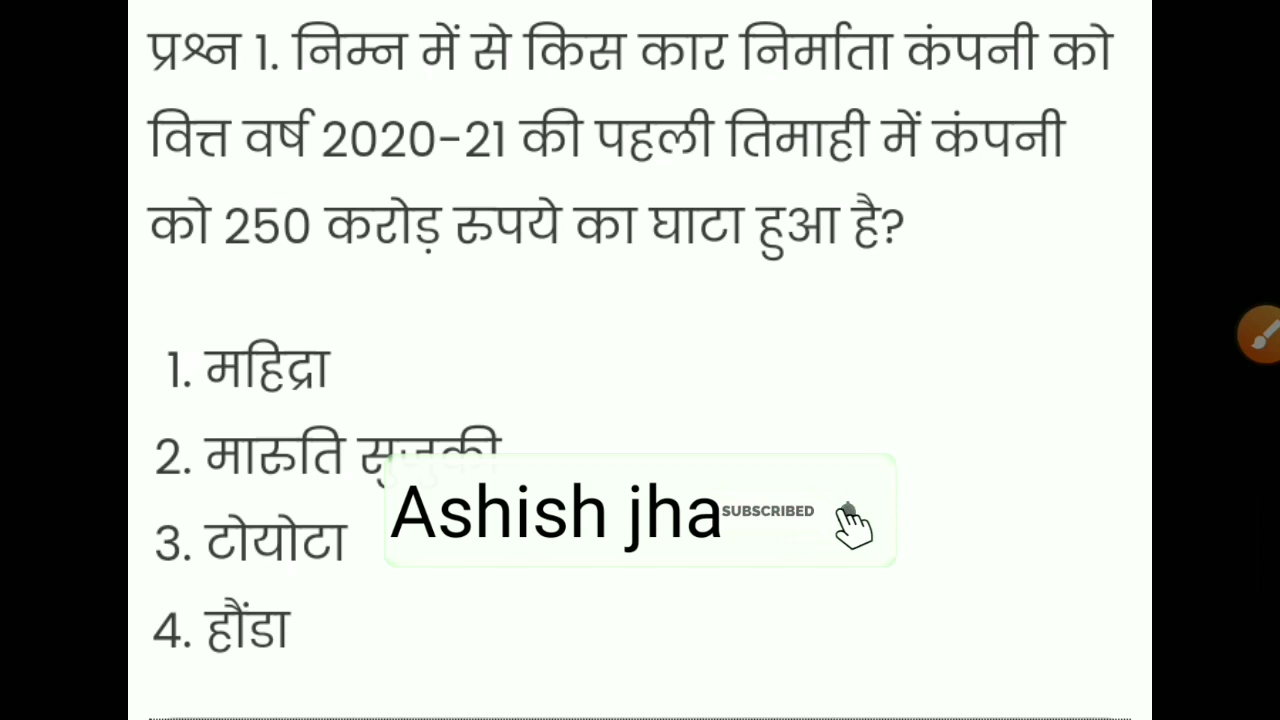 प्रश्न 1. निम्न में से किस कार निर्माता कंपनी को
वित्त वर्ष 2020-21 की पहली तिमाही में कंपनी
को 250 करोड़ रुपये का घाटा हुआ है?
1. महिद्रा
2. मारुति सुजुकी
Ashish jha SUBSCRIBED
3. टोयोटा
4. हौंडा